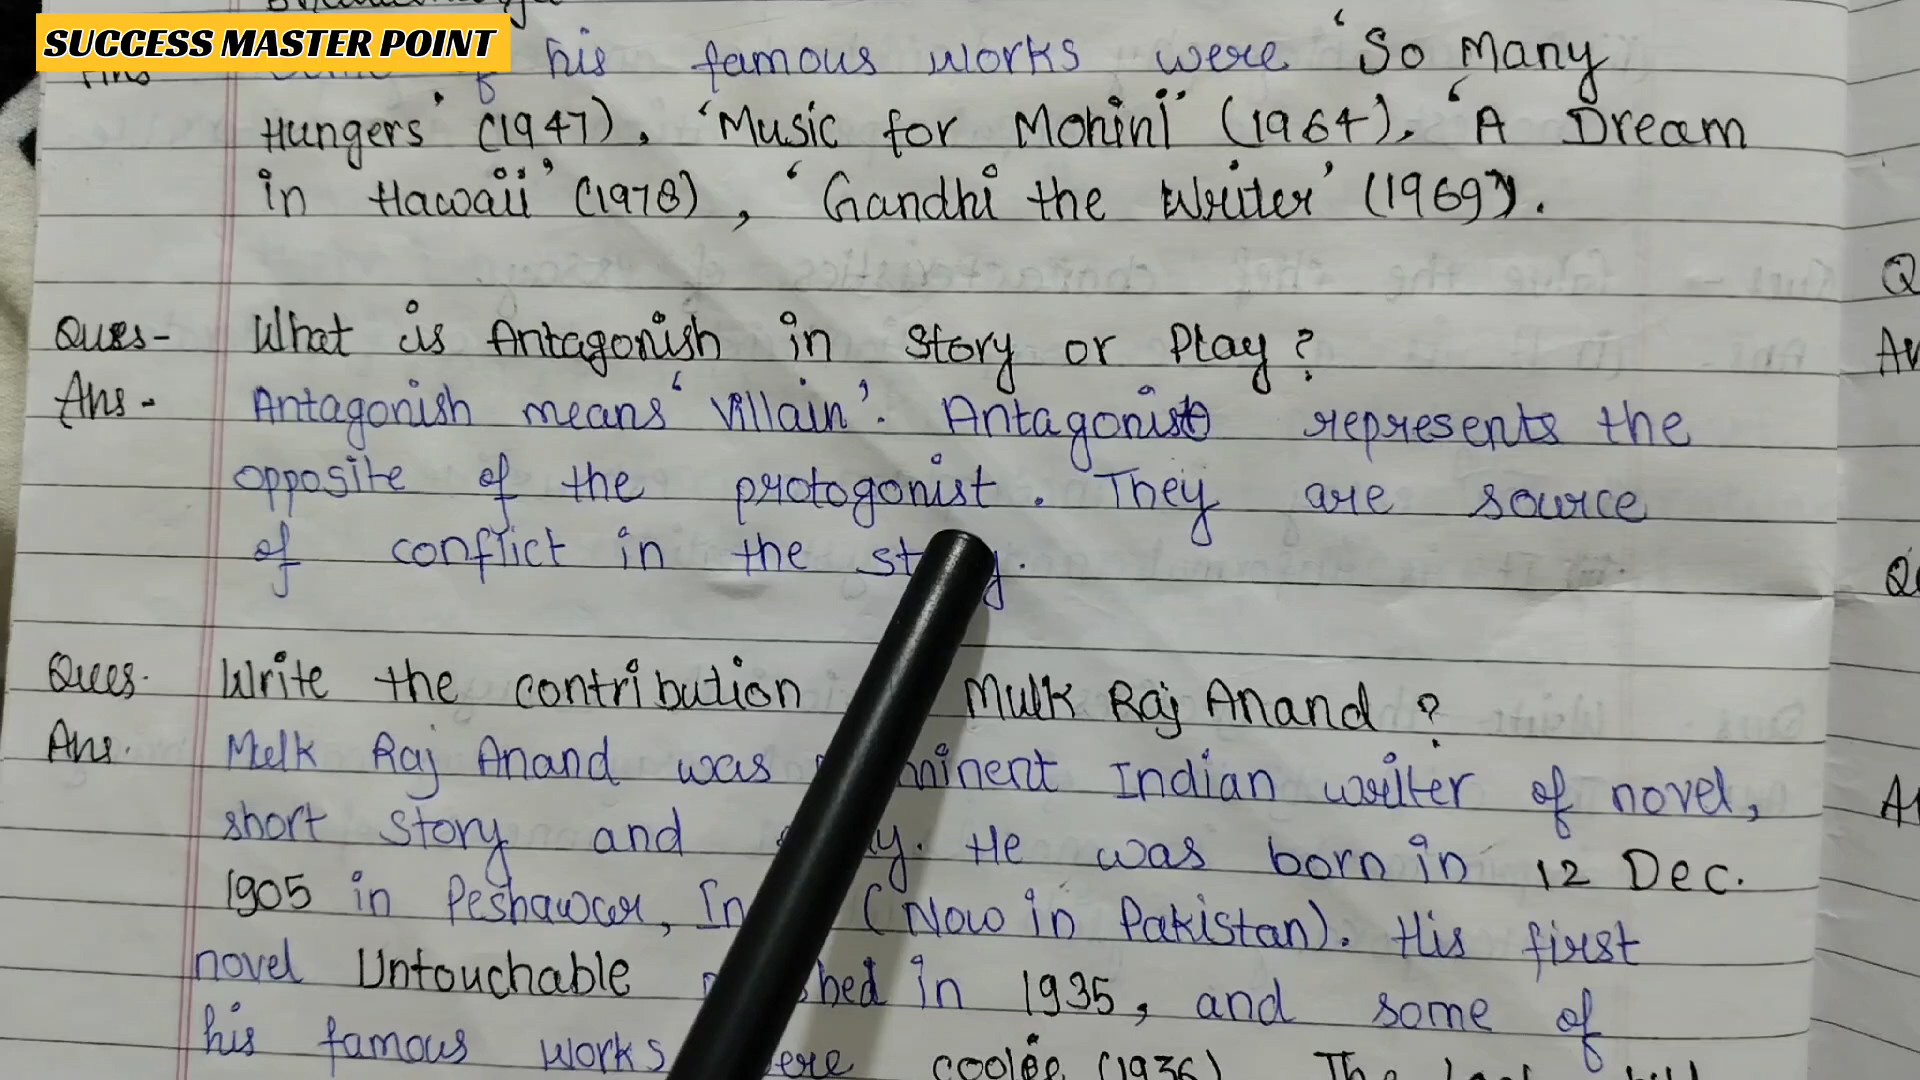 SUCCESS MASTER POINT
his famous works were 'So Many
Hungers' (1947), 'Music for Mohini' (1964), 'A Dream
in Hawaii' (1978), 'Gandhi the Writer' (1969).
Ques- What is Antagonish in Story or Play?
Ans- Antagonish means 'Villain'. Antagonist represents the
opposite of the protogonist. They are source
of conflict in the
Ques. Write the contribution Mulk Raj Anand?
Ans. Mulk Raj Anand was Indian writer of novel,
short story and He was born in 12 Dec.
1905 in Peshawar, (Now in Pakistan). His first
novel Untouchable in 1935, and some of
his famous works coolie (1936)